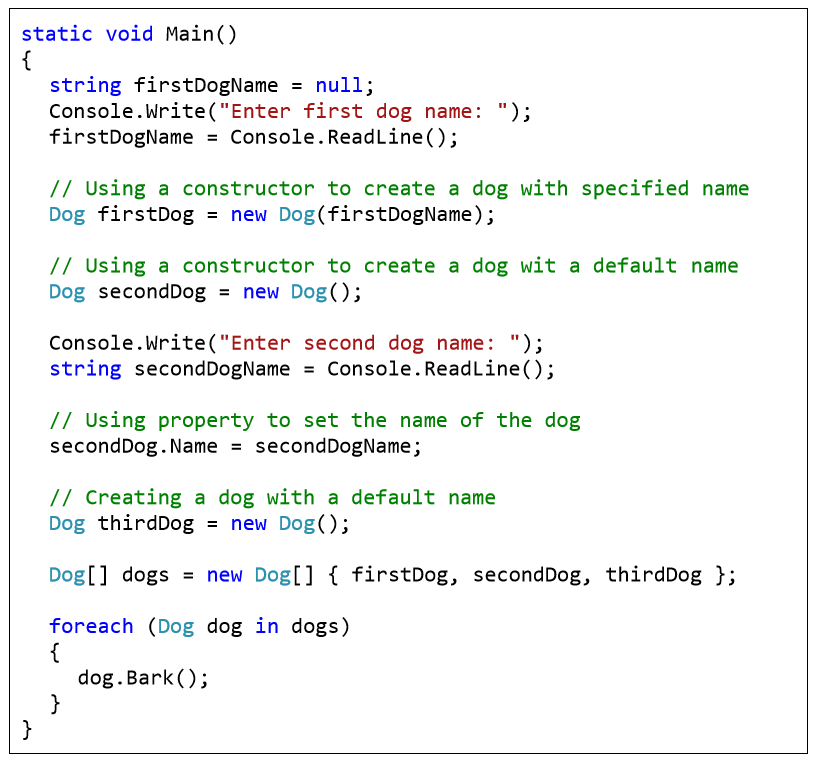 static void Main()
{
string firstDogName = null;
Console.Write("Enter first dog name: ");
firstDogName = Console.ReadLine();
// Using a constructor to create a dog with specified name
Dog firstDog = new Dog(firstDogName);
// Using a constructor to create a dog wit a default name
Dog secondDog = new Dog();
Console.Write("Enter second dog name: ");
string secondDogName = Console.ReadLine();
// Using property to set the name of the dog
secondDog.Name = secondDogName;
// Creating a dog with a default name
Dog thirdDog = new Dog();
Dog[] dogs = new Dog[] { firstDog, secondDog, thirdDog };
foreach (Dog dog in dogs)
{
dog.Bark();
}
}